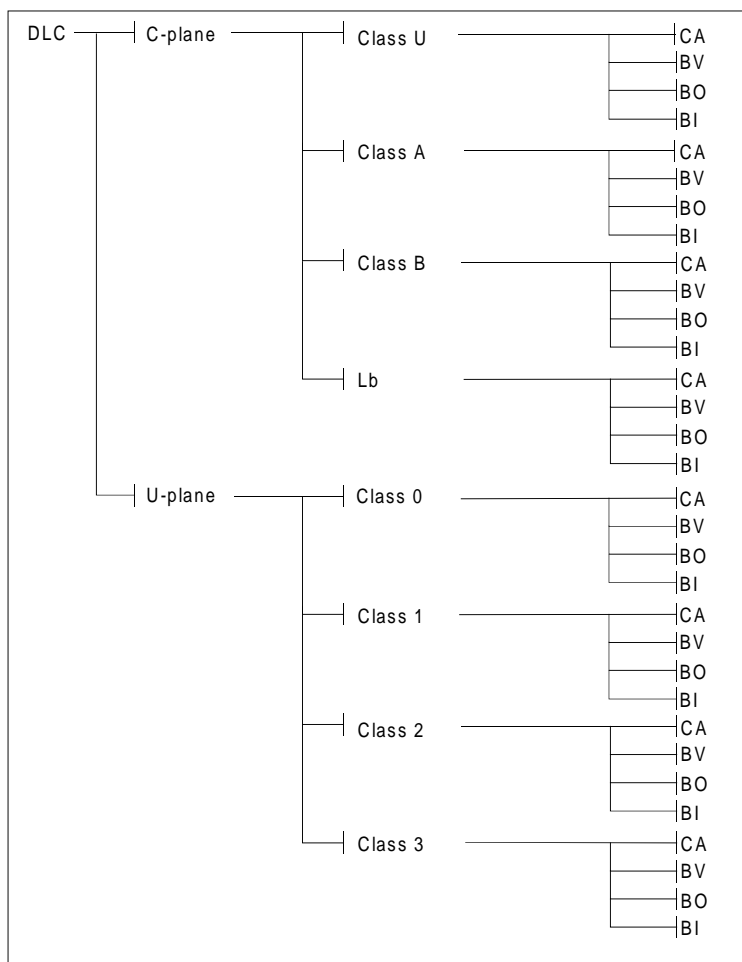 DLC C-plane Class U CA
BV
BO
BI
Class A CA
BV
BO
BI
Class B CA
BV
BO
BI
Lb CA
BV
BO
BI
U-plane Class 0 CA
BV
BO
BI
Class 1 CA
BV
BO
BI
Class 2 CA
BV
BO
BI
Class 3 CA
BV
BO
BI